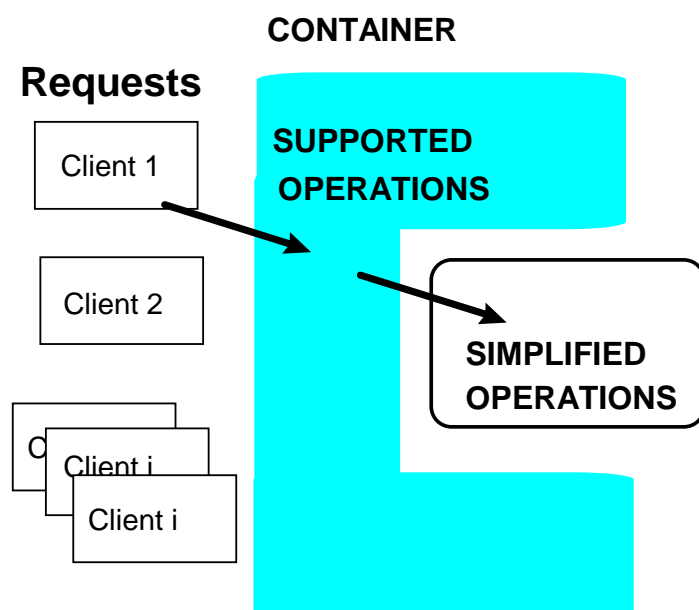 CONTAINER
Requests
Client 1
SUPPORTED
OPERATIONS
Client 2
SIMPLIFIED
OPERATIONS
Client i
Client i